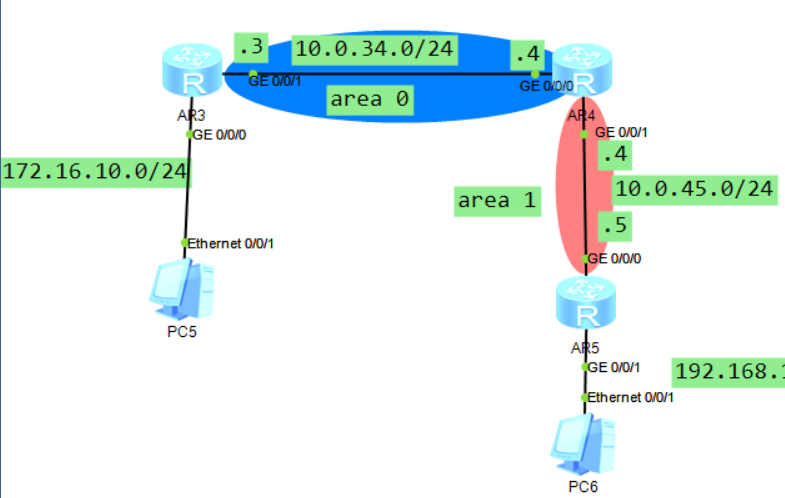 .3
10.0.34.0/24
.4
GE 0/0/1
GE 0/0/0
R
R
area 0
AR3
AR4
GE 0/0/0
GE 0/0/1
.4
172.16.10.0/24
10.0.45.0/24
area 1
.5
Ethernet 0/0/1
GE 0/0/0
R
PC5
AR5
GE 0/0/1
192.168.1
Ethernet 0/0/1
PC6